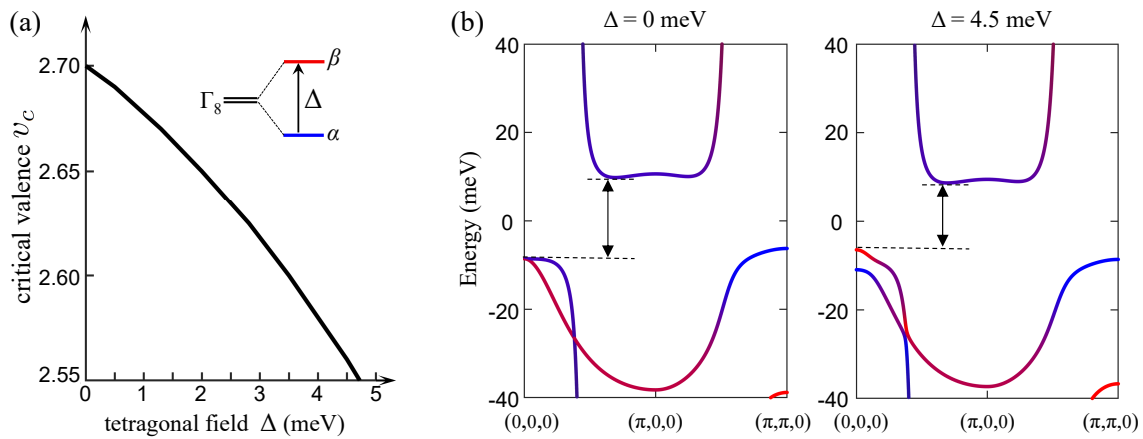 (a)
critical valence v_C
2.70
2.65
2.60
2.55
0 1 2 3 4 5
tetragonal field Δ (meV)
Γ₈
β
Δ
α
(b)
Δ = 0 meV
Δ = 4.5 meV
Energy (meV)
40
20
0
-20
-40
(0,0,0) (π,0,0) (π,π,0)
40
20
0
-20
-40
(0,0,0) (π,0,0) (π,π,0)